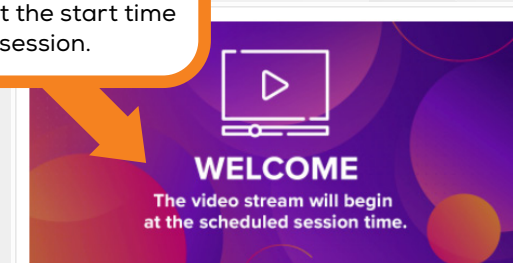 t the start time
session.
WELCOME
The video stream will begin
at the scheduled session time.